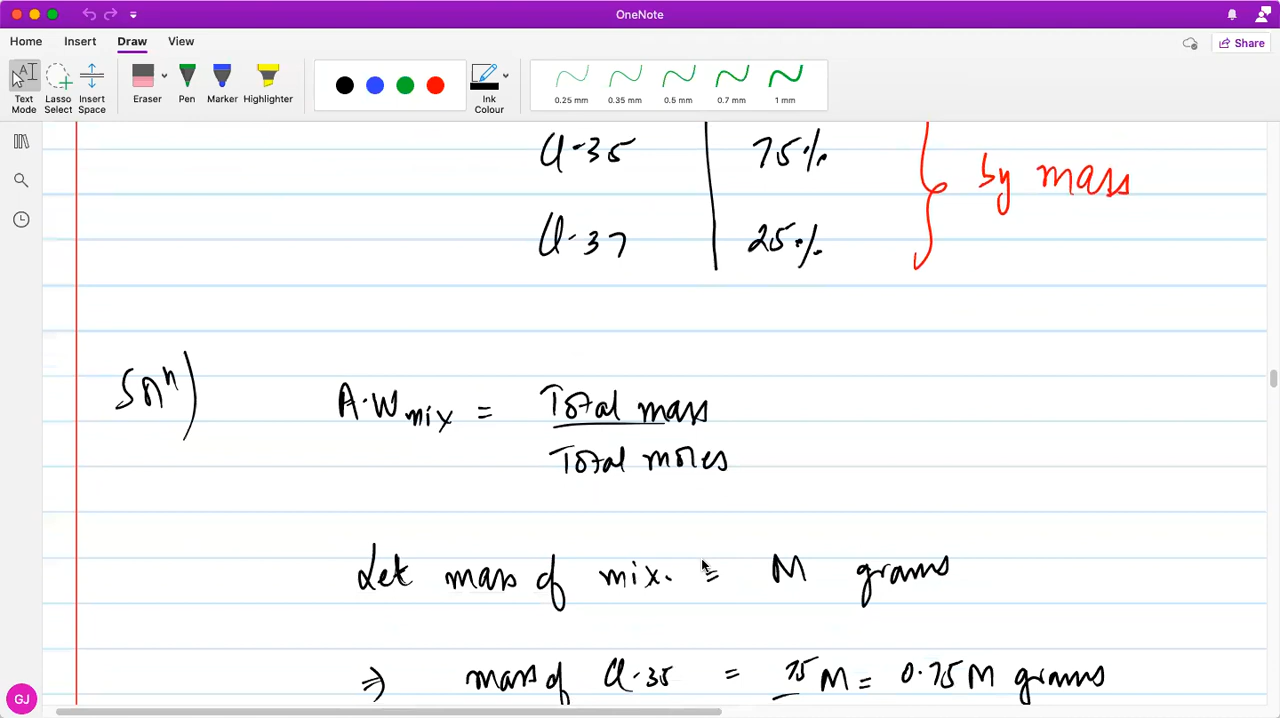 OneNote
Home Insert Draw View
Share
Text Mode
Lasso Select
Insert Space
Eraser
Pen
Marker
Highlighter
Ink Colour
0.25 mm
0.35 mm
0.5 mm
0.7 mm
1 mm
Cl-35 75%
by mass
Cl-37 25%
Solⁿ)
A.W mix = Total mass
Total moles
Let mass of mix. = M grams
⇒ mass of Cl-35 = 75 M = 0.75 M grams
GJ